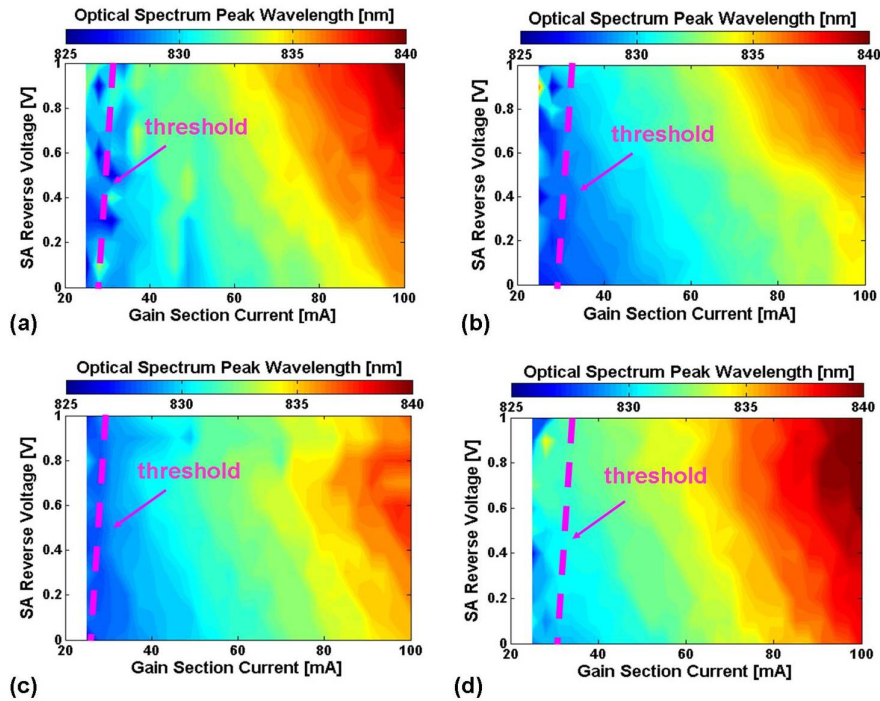 Optical Spectrum Peak Wavelength [nm]
825 830 835 840
SA Reverse Voltage [V]
1
0.8
0.6
0.4
0.2
0
threshold
20 40 60 80 100
Gain Section Current [mA]
(a)
Optical Spectrum Peak Wavelength [nm]
825 830 835 840
SA Reverse Voltage [V]
1
0.8
0.6
0.4
0.2
0
threshold
20 40 60 80 100
Gain Section Current [mA]
(b)
Optical Spectrum Peak Wavelength [nm]
825 830 835 840
SA Reverse Voltage [V]
1
0.8
0.6
0.4
0.2
0
threshold
20 40 60 80 100
Gain Section Current [mA]
(c)
Optical Spectrum Peak Wavelength [nm]
825 830 835 840
SA Reverse Voltage [V]
1
0.8
0.6
0.4
0.2
0
threshold
20 40 60 80 100
Gain Section Current [mA]
(d)